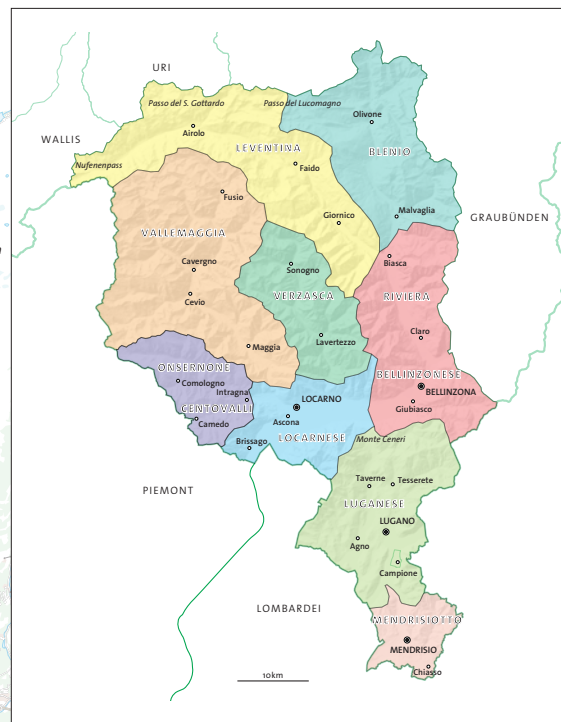 URI
Passo del S. Gottardo
Passo del Lucomagno
Olivone
Airolo
WALLIS
LEVENTINA
BLENIO
Nufenenpass
Faido
Fusio
Giornico
Malvaglia
GRAUBÜNDEN
VALLEMAGGIA
Cavergno
Sonogno
Biasca
Cevio
VERZASCA
RIVIERA
Lavertezzo
Claro
Maggia
ONSERNONE
Comologno
BELLINZONESE
BELLINZONA
Intragna
LOCARNO
CENTOVALLI
Giubiasco
Camedo
Ascona
LOCARNESE
Brissago
Monte Ceneri
PIEMONT
Taverne
Tesserete
LUGANESE
LUGANO
Agno
Campione
LOMBARDEI
MENDRISIOTTO
MENDRISIO
Chiasso
10km